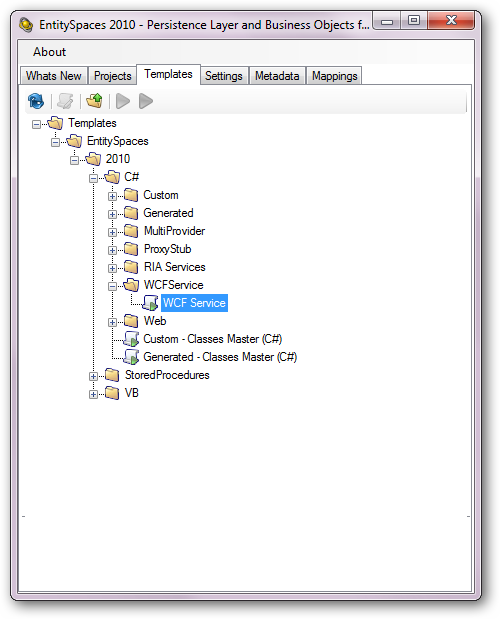 EntitySpaces 2010 - Persistence Layer and Business Objects f...
About
Whats New Projects Templates Settings Metadata Mappings
Templates
EntitySpaces
2010
C#
Custom
Generated
MultiProvider
ProxyStub
RIA Services
WCFService
WCF Service
Web
Custom - Classes Master (C#)
Generated - Classes Master (C#)
StoredProcedures
VB